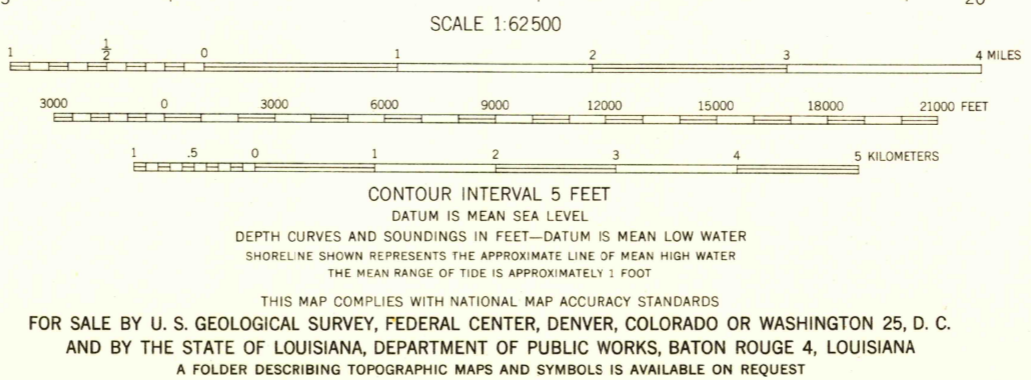 SCALE 1:62500
1 1/2 0 1 2 3 4 MILES
3000 0 3000 6000 9000 12000 15000 18000 21000 FEET
1 .5 0 1 2 3 4 5 KILOMETERS
CONTOUR INTERVAL 5 FEET
DATUM IS MEAN SEA LEVEL
DEPTH CURVES AND SOUNDINGS IN FEET—DATUM IS MEAN LOW WATER
SHORELINE SHOWN REPRESENTS THE APPROXIMATE LINE OF MEAN HIGH WATER
THE MEAN RANGE OF TIDE IS APPROXIMATELY 1 FOOT
THIS MAP COMPLIES WITH NATIONAL MAP ACCURACY STANDARDS
FOR SALE BY U. S. GEOLOGICAL SURVEY, FEDERAL CENTER, DENVER, COLORADO OR WASHINGTON 25, D. C.
AND BY THE STATE OF LOUISIANA, DEPARTMENT OF PUBLIC WORKS, BATON ROUGE 4, LOUISIANA
A FOLDER DESCRIBING TOPOGRAPHIC MAPS AND SYMBOLS IS AVAILABLE ON REQUEST